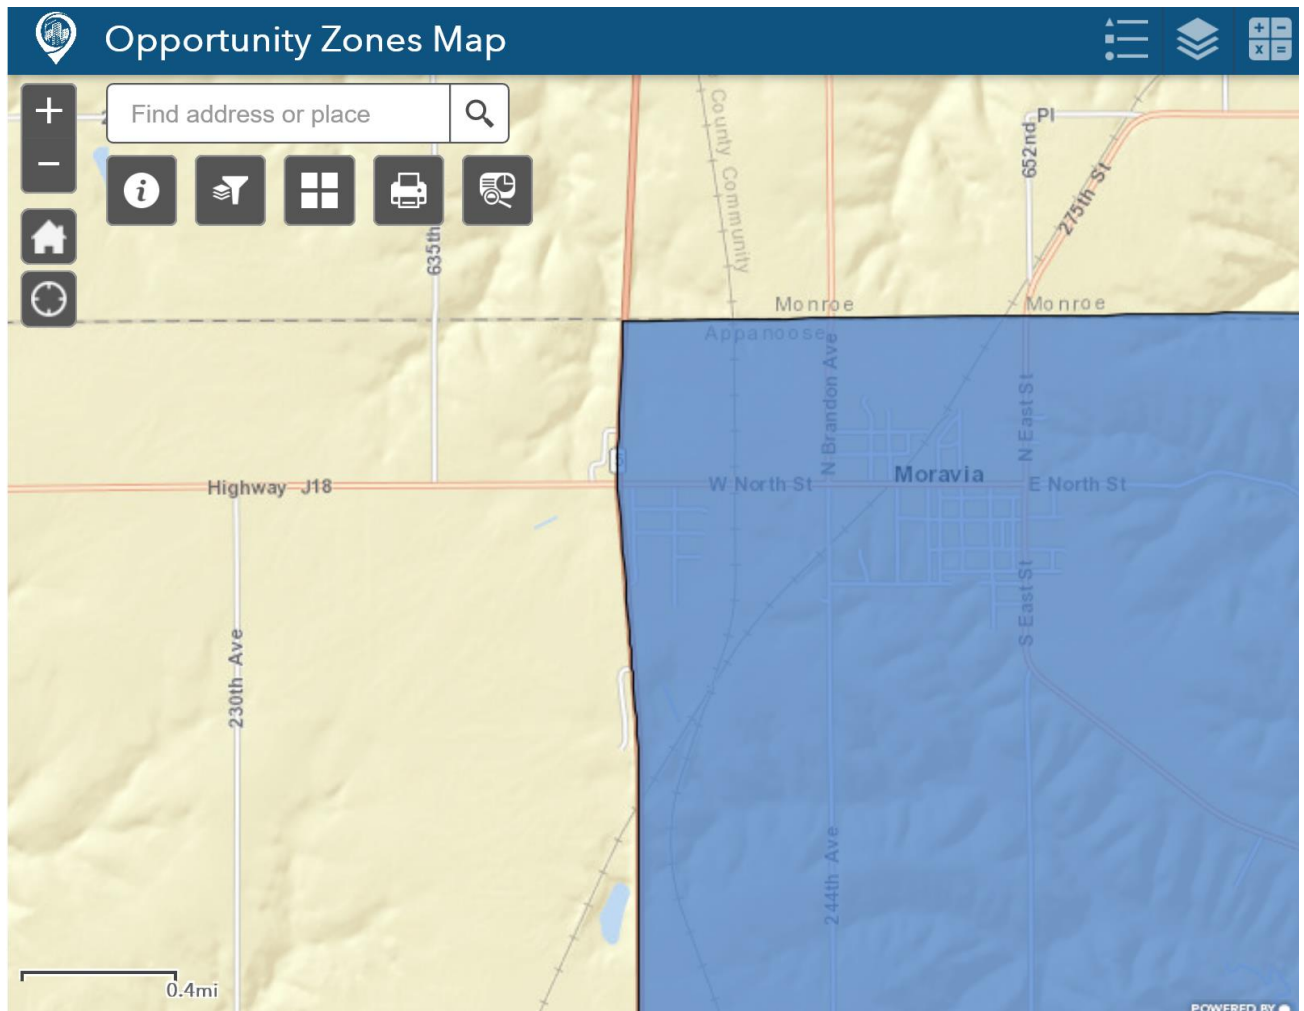 Opportunity Zones Map
+
Find address or place
−
County Community
Pl
652nd
275th St
635th
Monroe
Monroe
Appanoose
N Brandon Ave
N East St
Moravia
Highway J18
W North St
E North St
S East St
230th Ave
244th Ave
0.4mi
POWERED BY